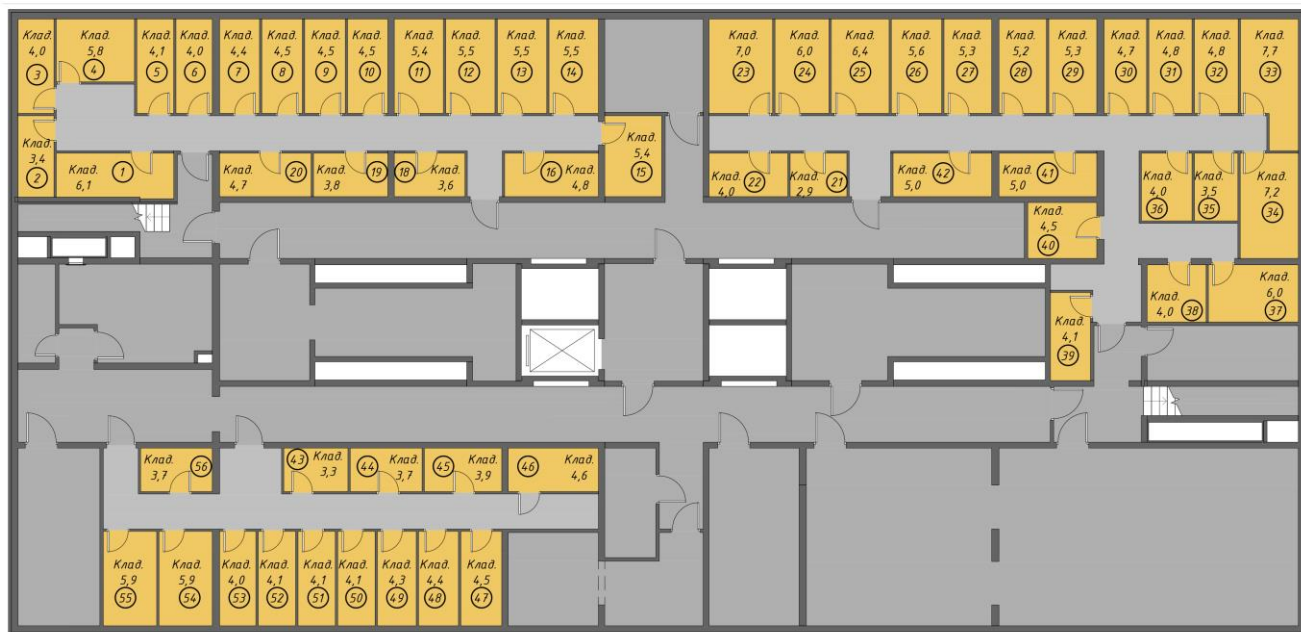 Клад.
4,0
3
Клад.
5,8
4
Клад.
4,1
5
Клад.
4,0
6
Клад.
4,4
7
Клад.
4,5
8
Клад.
4,5
9
Клад.
4,5
10
Клад.
5,4
11
Клад.
5,5
12
Клад.
5,5
13
Клад.
5,5
14
Клад.
7,0
23
Клад.
6,0
24
Клад.
6,4
25
Клад.
5,6
26
Клад.
5,3
27
Клад.
5,2
28
Клад.
5,3
29
Клад.
4,7
30
Клад.
4,8
31
Клад.
4,8
32
Клад.
7,7
33
Клад.
3,4
2
Клад.
6,1
1
Клад.
4,7
20
Клад.
3,8
19
18
Клад.
3,6
16
Клад.
4,8
Клад.
5,4
15
Клад.
4,0
22
Клад.
2,9
21
Клад.
5,0
42
Клад.
5,0
41
Клад.
4,0
36
Клад.
3,5
35
Клад.
7,2
34
Клад.
4,5
40
Клад.
4,0
38
Клад.
6,0
37
Клад.
4,1
39
Клад.
3,7
56
43
Клад.
3,3
44
Клад.
3,7
45
Клад.
3,9
46
Клад.
4,6
Клад.
5,9
55
Клад.
5,9
54
Клад.
4,0
53
Клад.
4,1
52
Клад.
4,1
51
Клад.
4,1
50
Клад.
4,3
49
Клад.
4,4
48
Клад.
4,5
47